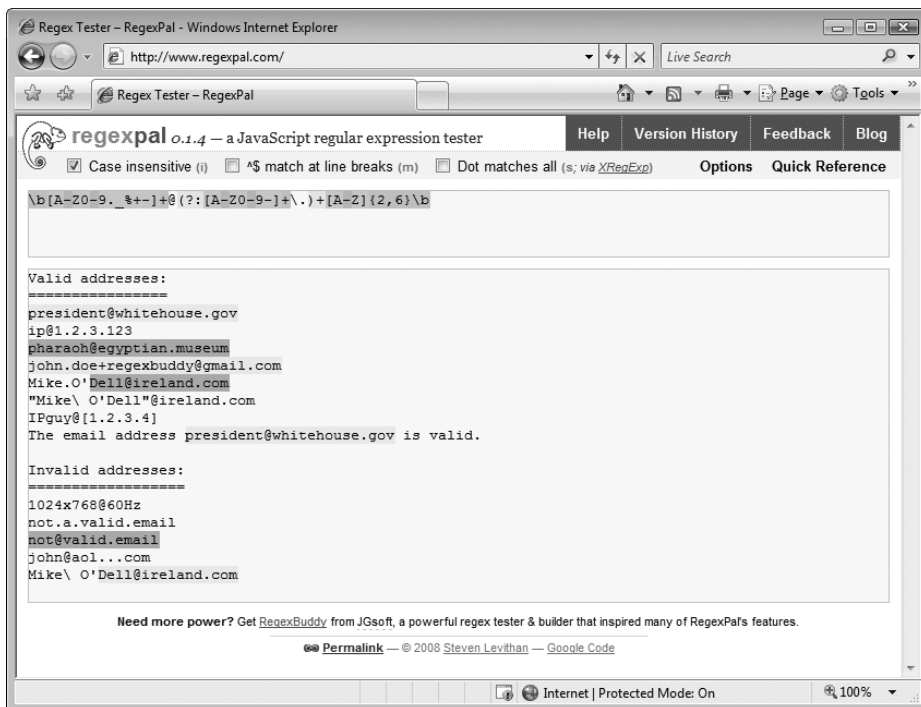 Regex Tester – RegexPal - Windows Internet Explorer
http://www.regexpal.com/
Live Search
Regex Tester – RegexPal
Page
Tools
regexpal 0.1.4 — a JavaScript regular expression tester
Help Version History Feedback Blog
Case insensitive (i) ^$ match at line breaks (m) Dot matches all (s; via XRegExp) Options Quick Reference
\b[A-Z0-9._%+-]+@(?:[A-Z0-9-]+\.)+[A-Z]{2,6}\b
Valid addresses:
================
president@whitehouse.gov
ip@1.2.3.123
pharaoh@egyptian.museum
john.doe+regexbuddy@gmail.com
Mike.O'Dell@ireland.com
"Mike\ O'Dell"@ireland.com
IPguy@[1.2.3.4]
The email address president@whitehouse.gov is valid.
Invalid addresses:
==================
1024x768@60Hz
not.a.valid.email
not@valid.email
john@aol...com
Mike\ O'Dell@ireland.com
Need more power? Get RegexBuddy from JGsoft, a powerful regex tester & builder that inspired many of RegexPal's features.
Permalink — © 2008 Steven Levithan — Google Code
Internet | Protected Mode: On 100%